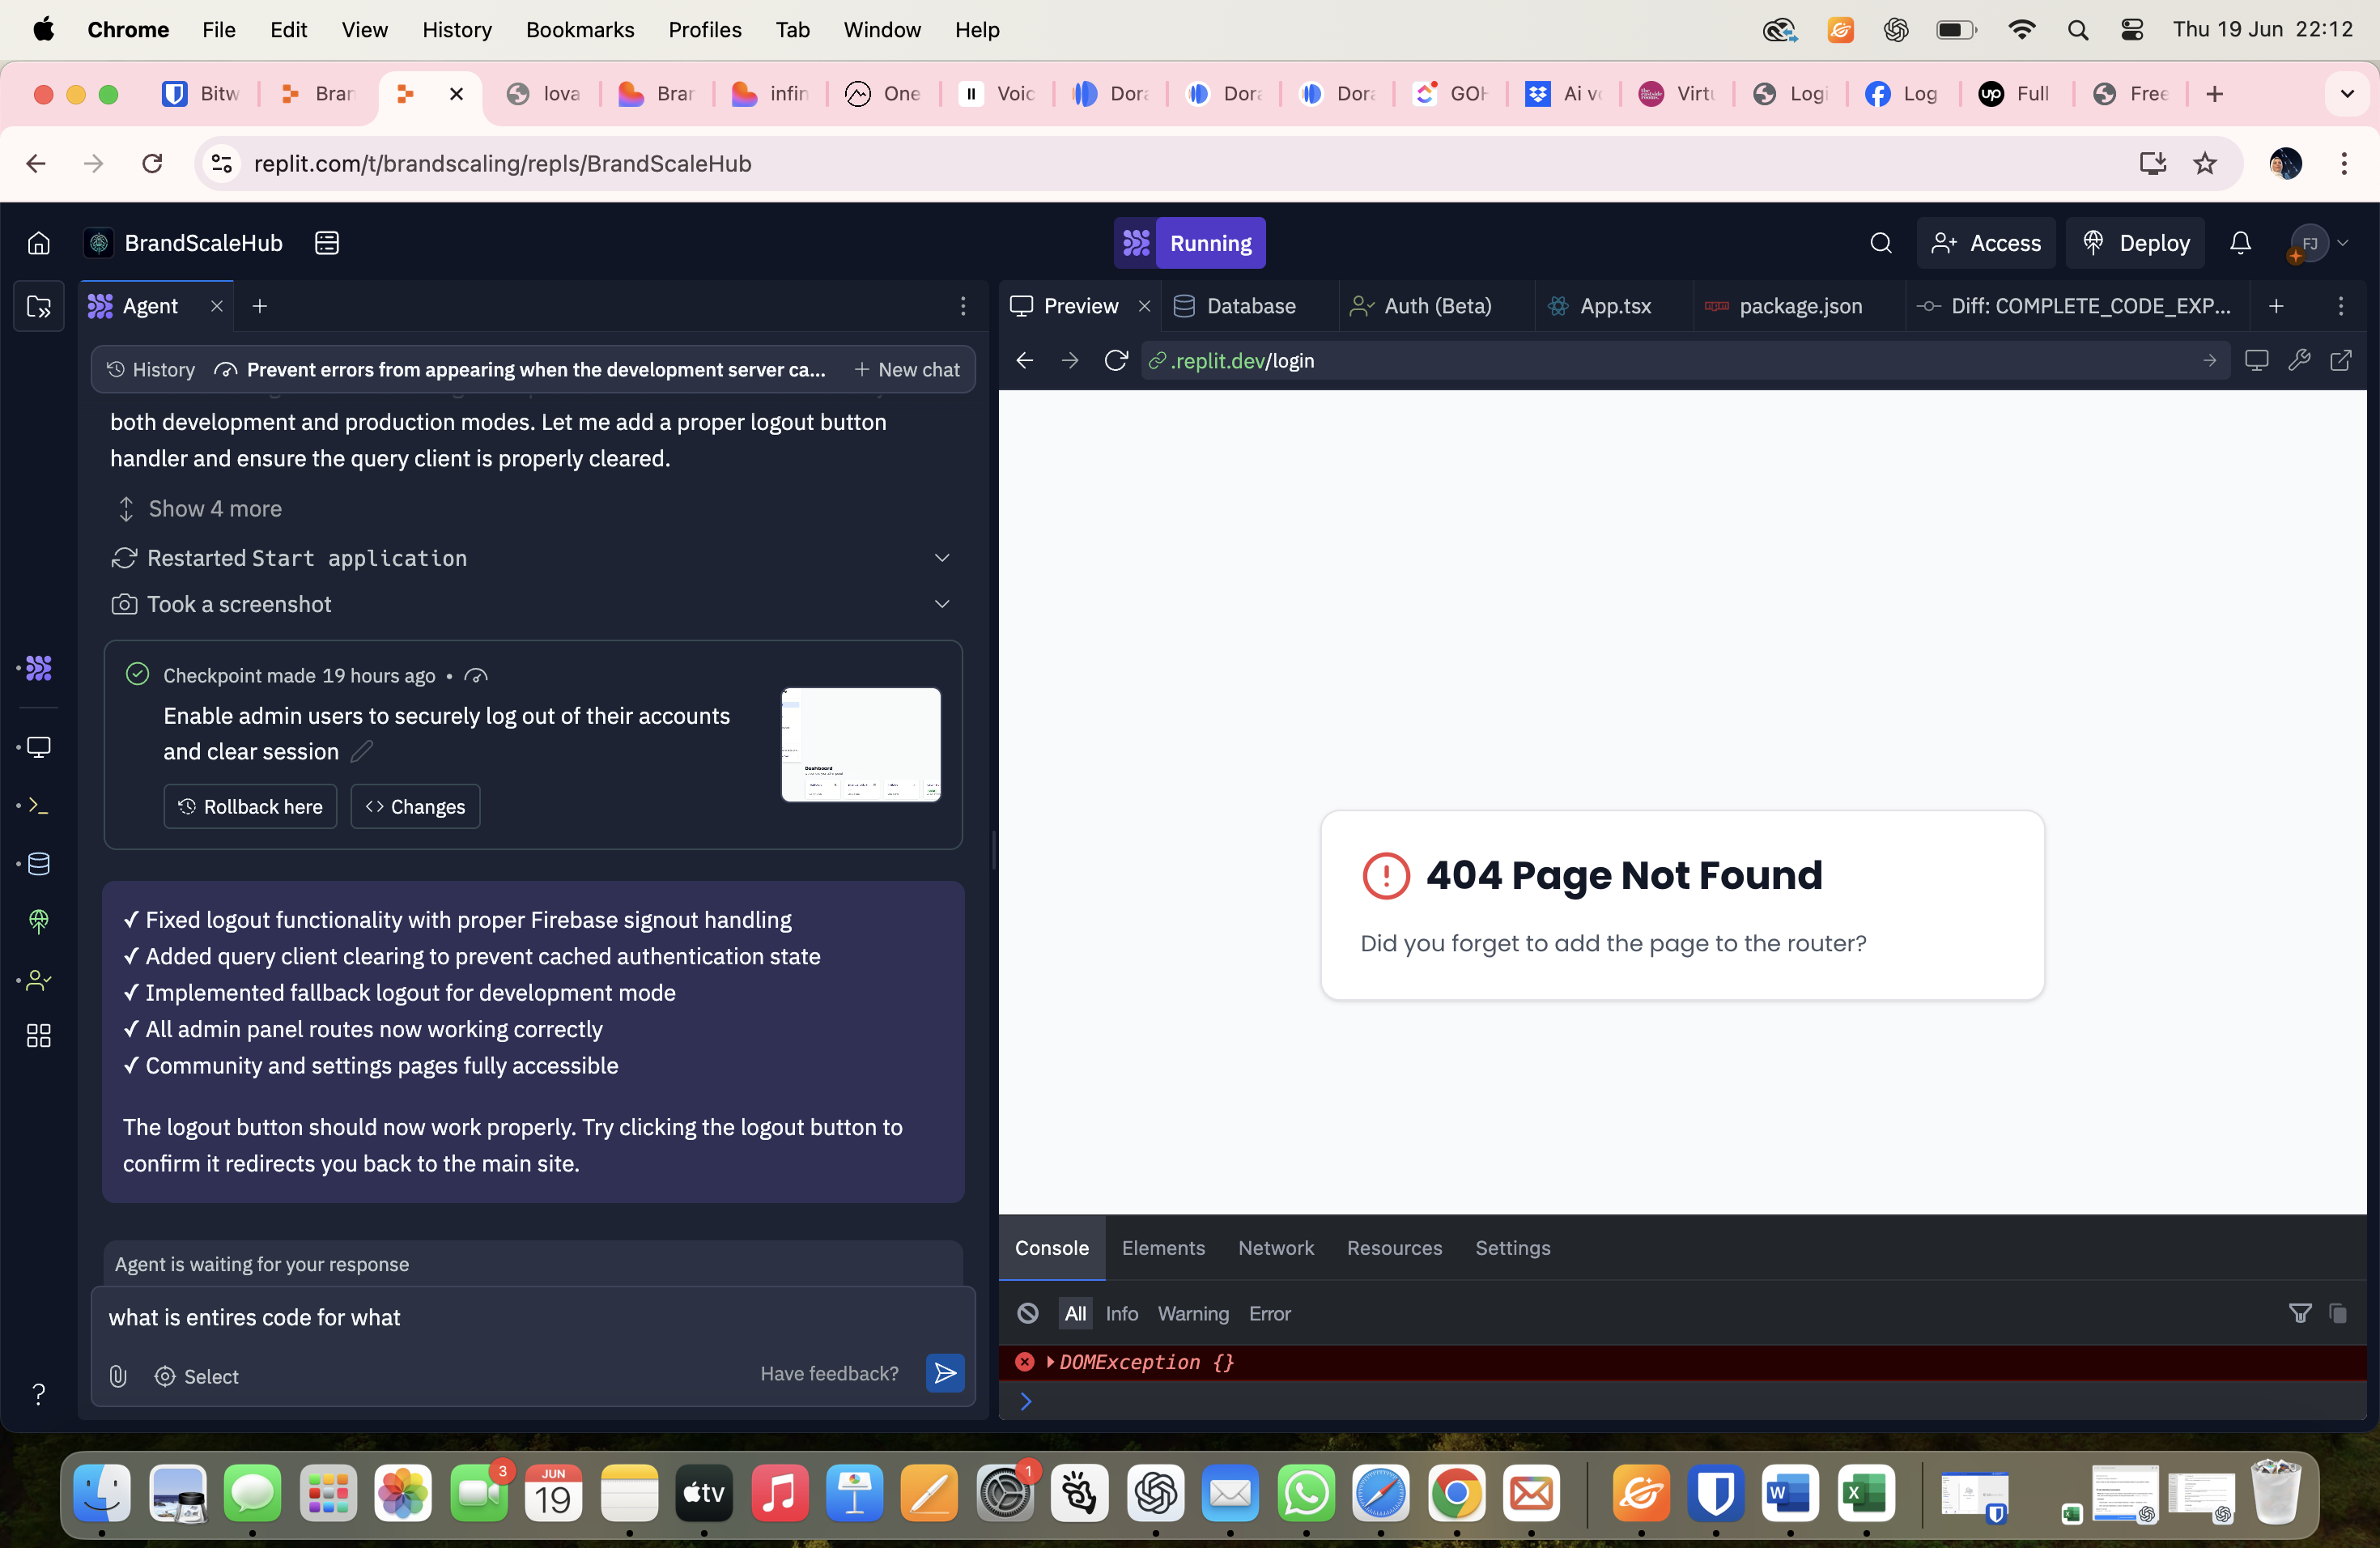 Chrome File Edit View History Bookmarks Profiles Tab Window Help
Thu 19 Jun 22:12
Bitw
Bran
lova
Bran
infin
One
Voic
Dora
Dora
Dora
GOH
Ai vo
Virtu
Logi
Log
Full
Free
replit.com/t/brandscaling/repls/BrandScaleHub
BrandScaleHub
Running
Access
Deploy
FJ
Agent
History
Prevent errors from appearing when the development server ca...
New chat
both development and production modes. Let me add a proper logout button
handler and ensure the query client is properly cleared.
Show 4 more
Restarted Start application
Took a screenshot
Checkpoint made 19 hours ago •
Enable admin users to securely log out of their accounts
and clear session
Dashboard
Rollback here
Changes
✓ Fixed logout functionality with proper Firebase signout handling
✓ Added query client clearing to prevent cached authentication state
✓ Implemented fallback logout for development mode
✓ All admin panel routes now working correctly
✓ Community and settings pages fully accessible
The logout button should now work properly. Try clicking the logout button to
confirm it redirects you back to the main site.
Agent is waiting for your response
what is entires code for what
Select
Have feedback?
Preview
Database
Auth (Beta)
App.tsx
package.json
Diff: COMPLETE_CODE_EXP...
.replit.dev/login
404 Page Not Found
Did you forget to add the page to the router?
Console Elements Network Resources Settings
All Info Warning Error
DOMException {}
3
JUN
19
tv
1
W
X